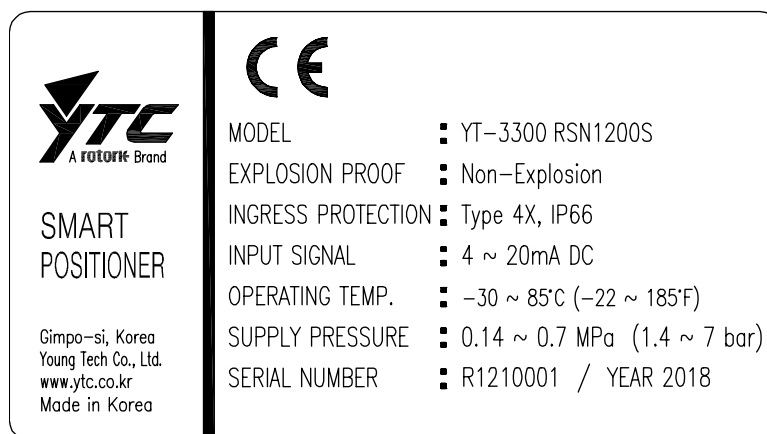 YTC
A rotork Brand
SMART
POSITIONER
Gimpo-si, Korea
Young Tech Co., Ltd.
www.ytc.co.kr
Made in Korea
CE
MODEL : YT-3300 RSN1200S
EXPLOSION PROOF : Non-Explosion
INGRESS PROTECTION : Type 4X, IP66
INPUT SIGNAL : 4 ~ 20mA DC
OPERATING TEMP. : -30 ~ 85°C (-22 ~ 185°F)
SUPPLY PRESSURE : 0.14 ~ 0.7 MPa (1.4 ~ 7 bar)
SERIAL NUMBER : R1210001 / YEAR 2018